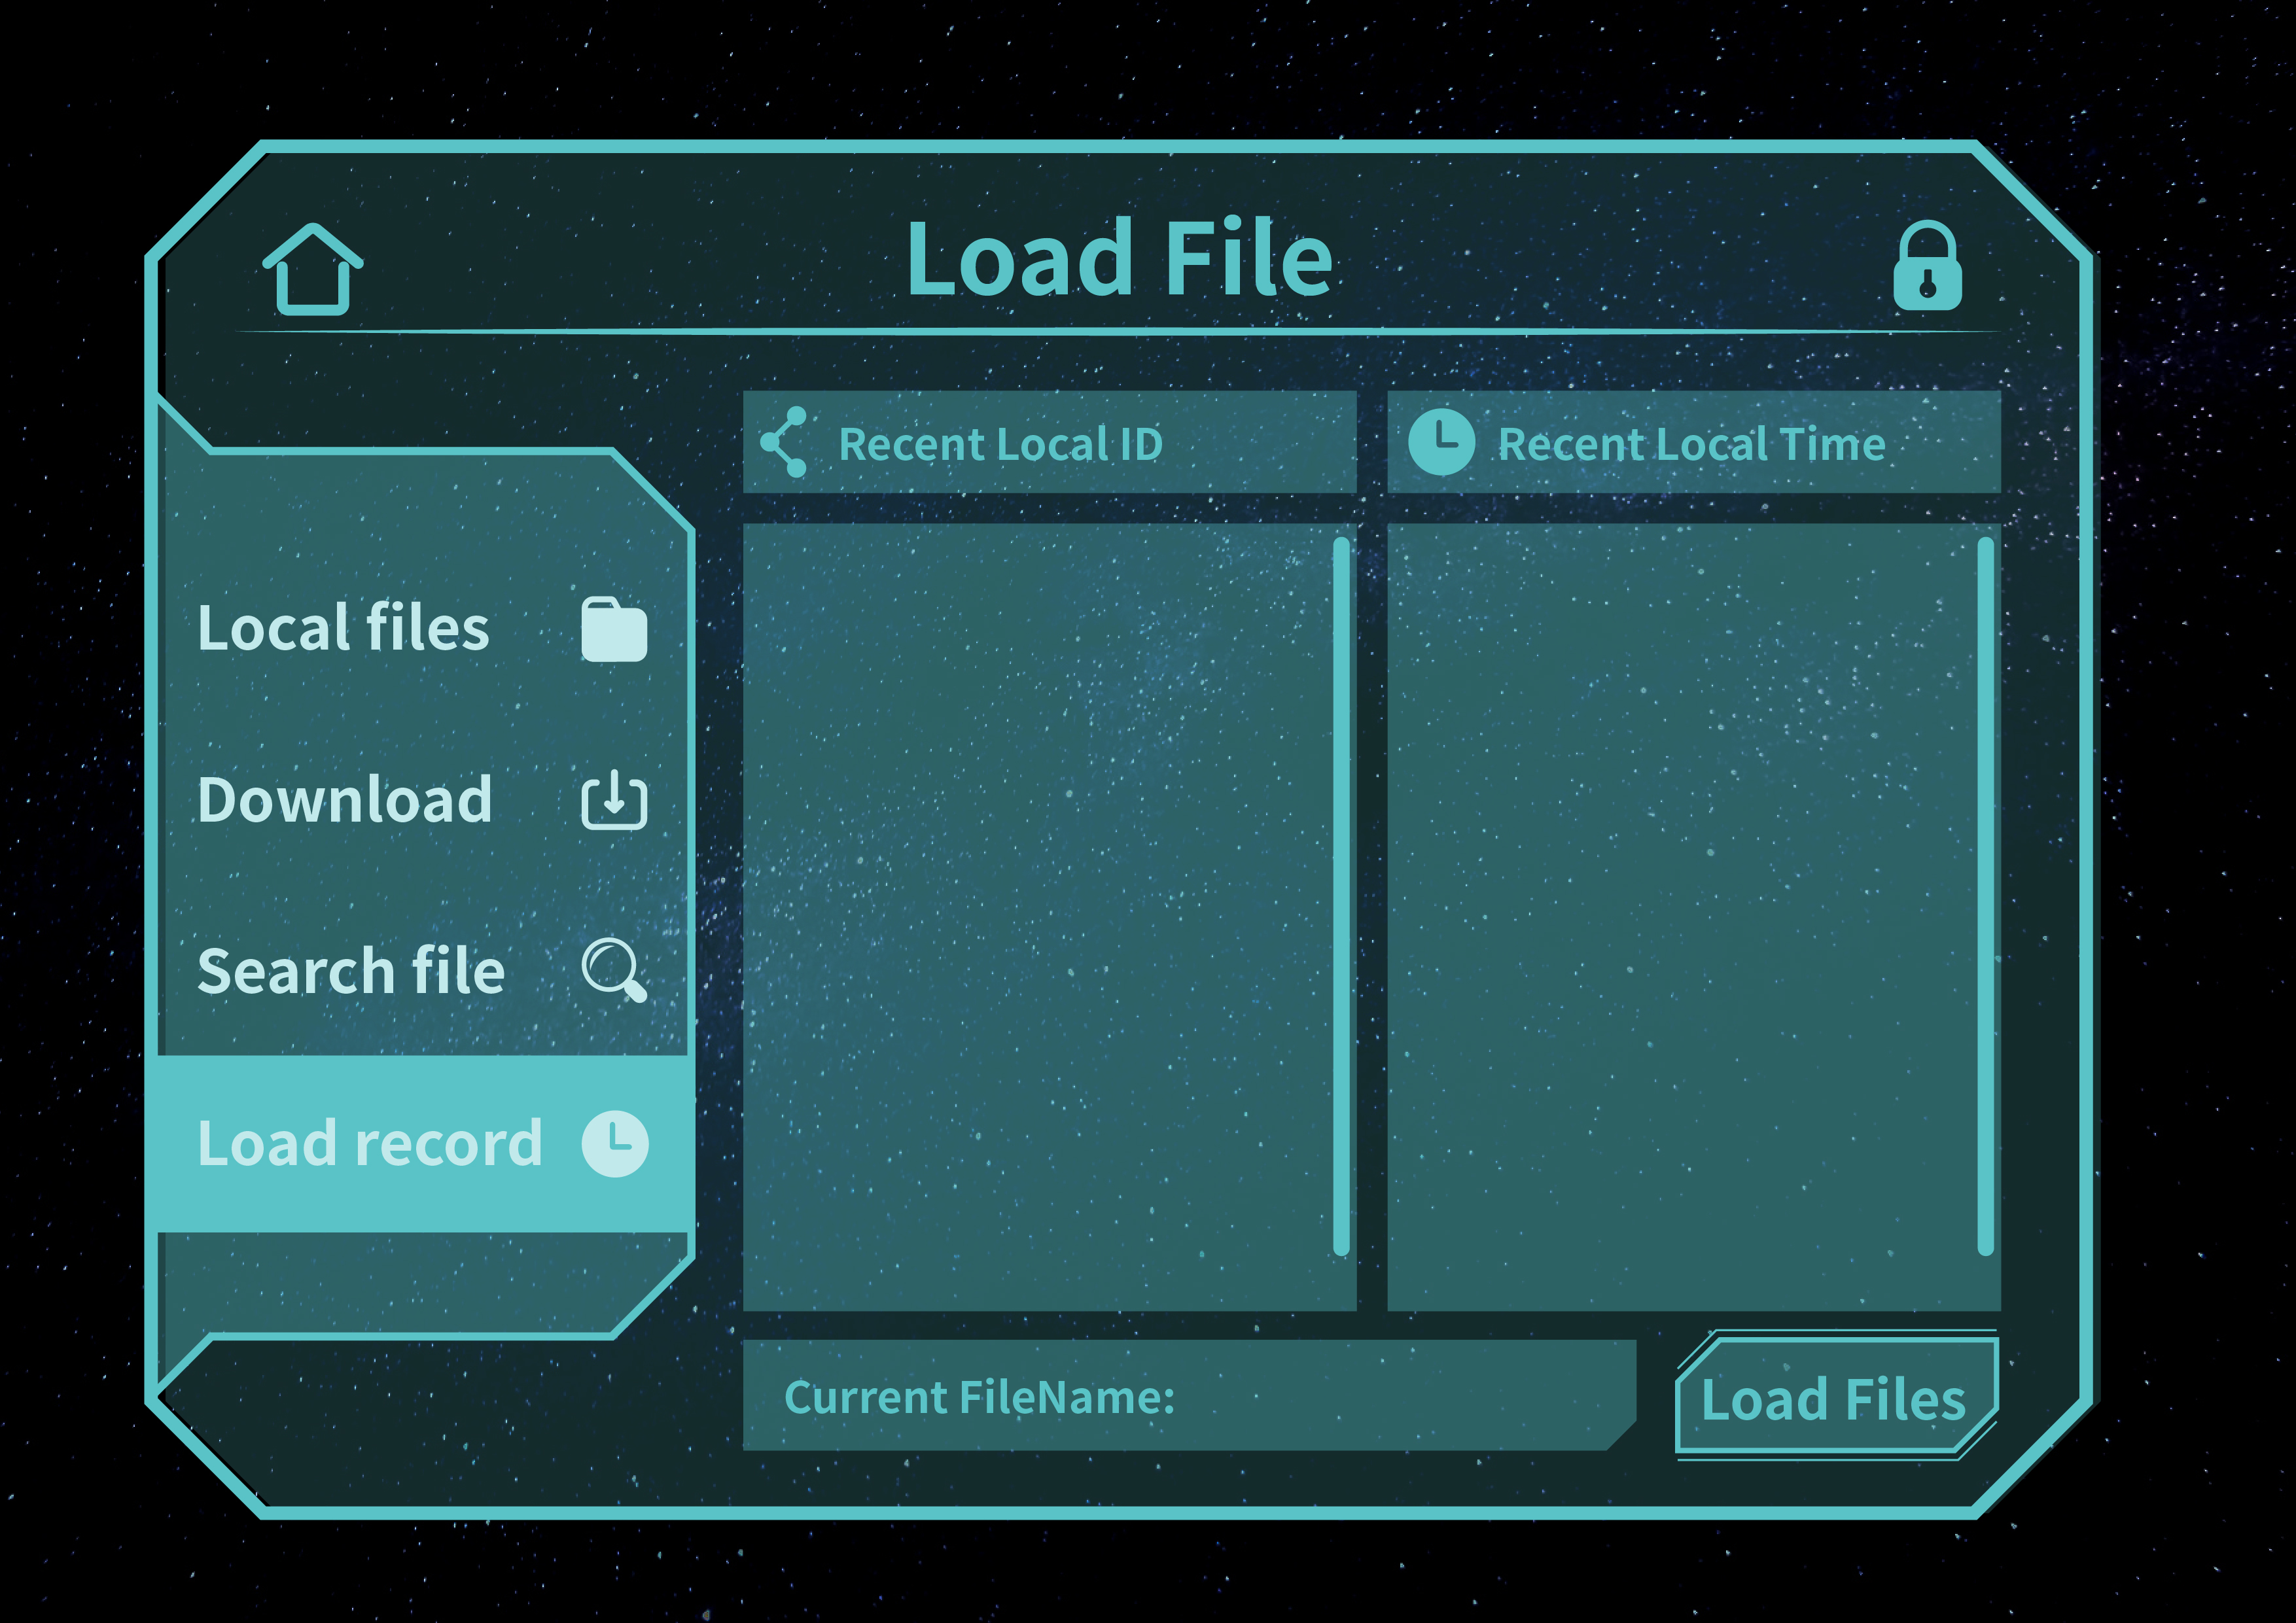 Load File
Recent Local ID
Recent Local Time
Local files
Download
Search file
Load record
Current FileName:
Load Files